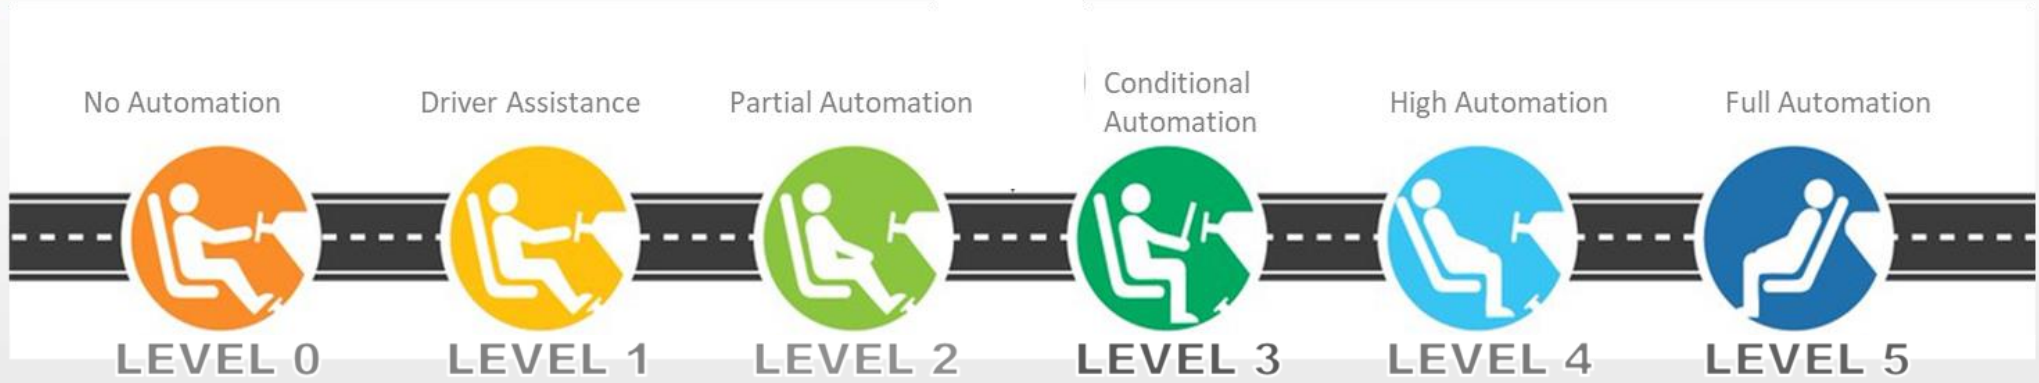 No Automation
Driver Assistance
Partial Automation
Conditional
Automation
High Automation
Full Automation
LEVEL 0
LEVEL 1
LEVEL 2
LEVEL 3
LEVEL 4
LEVEL 5